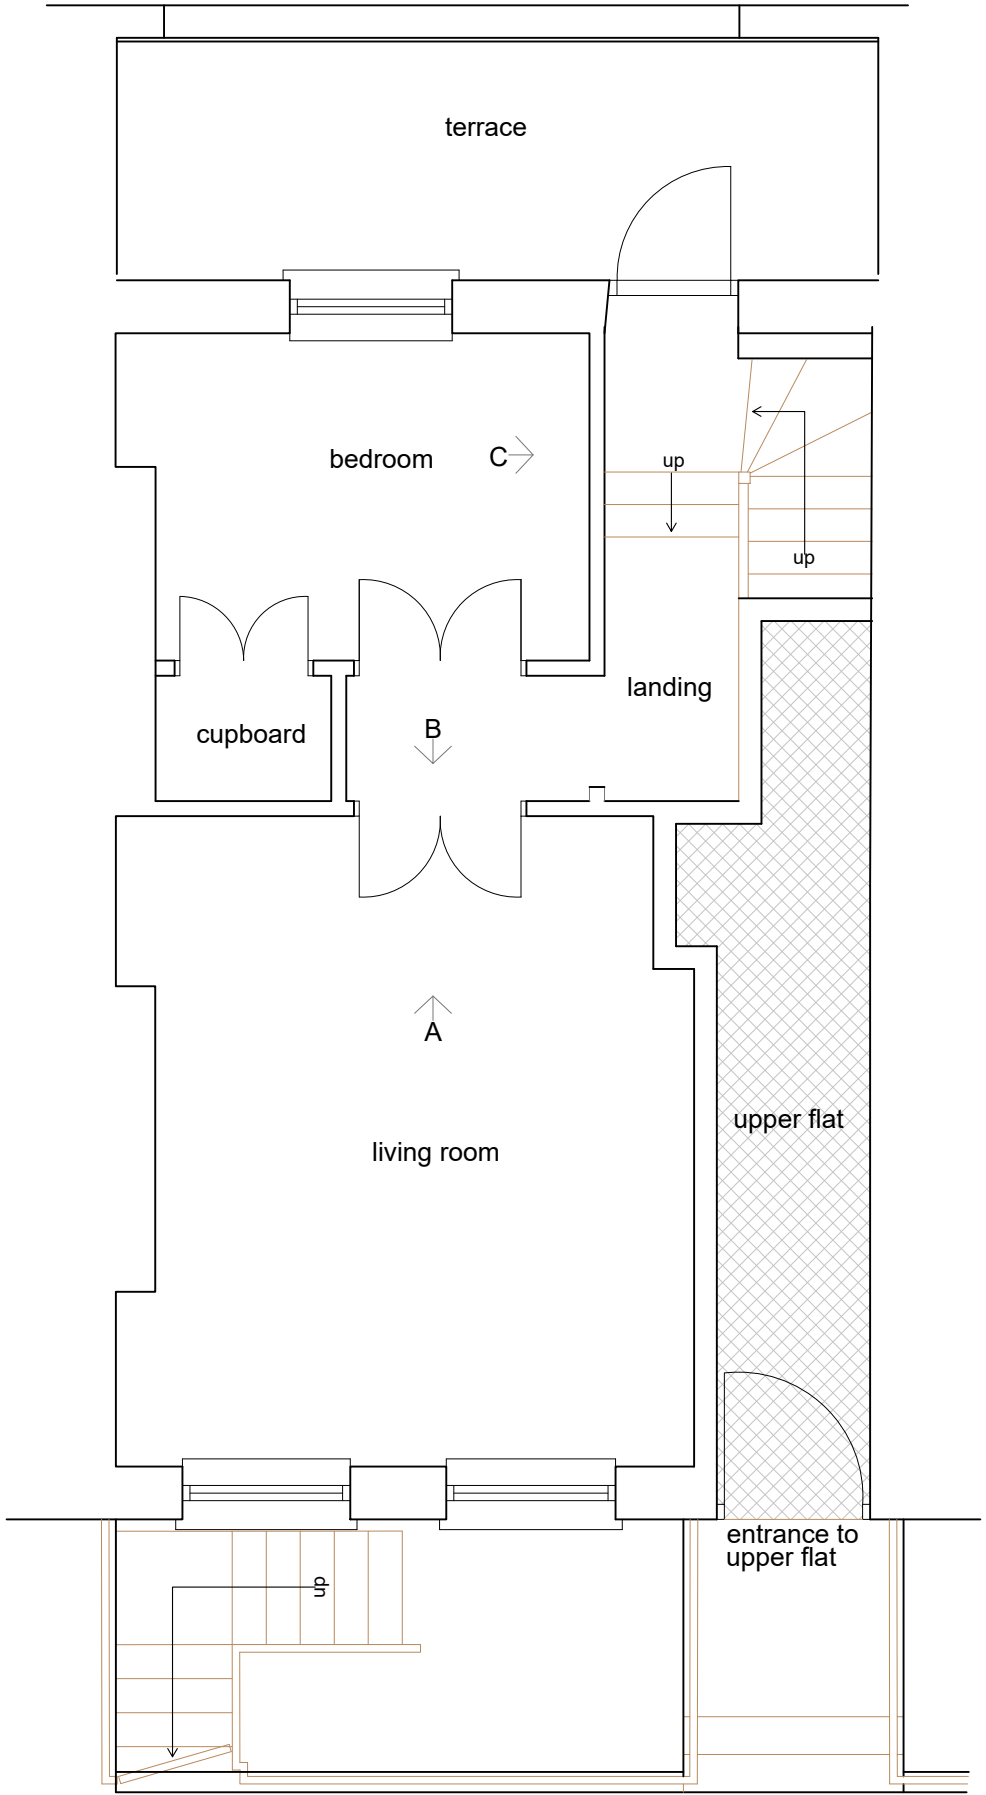 terrace
bedroom
C
up
up
landing
cupboard
B
A
upper flat
living room
entrance to
upper flat
up